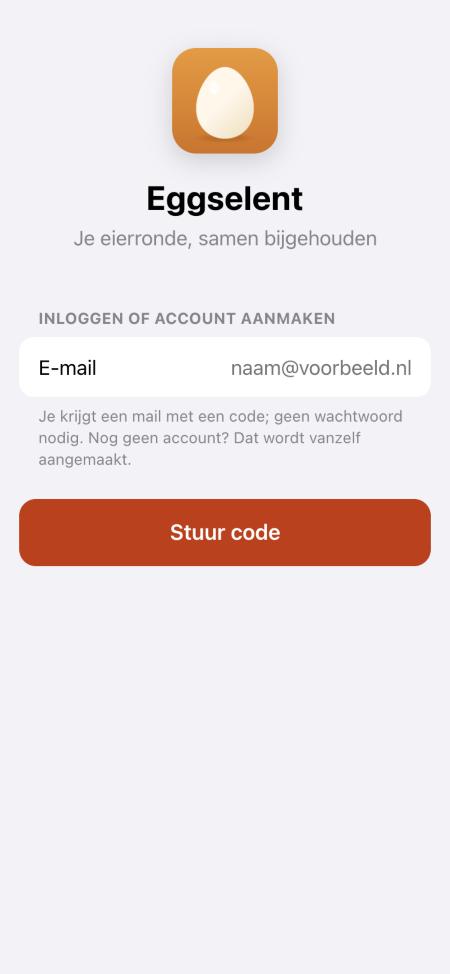 Eggselent
Je eierronde, samen bijgehouden
INLOGGEN OF ACCOUNT AANMAKEN
E-mail naam@voorbeeld.nl
Je krijgt een mail met een code; geen wachtwoord
nodig. Nog geen account? Dat wordt vanzelf
aangemaakt.
Stuur code